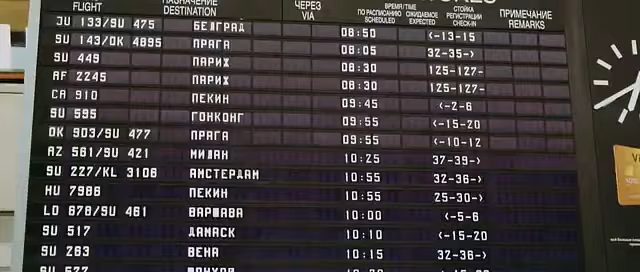 FLIGHT НАЗНАЧЕНИЕ DESTINATION ЧЕРЕЗ VIA ВРЕМЯ/TIME ПО РАСПИСАНИЮ SCHEDULED ОЖИДАЕМОЕ EXPECTED СТОЙКА РЕГИСТРАЦИИ CHECK-IN ПРИМЕЧАНИЕ REMARKS
JU 133/SU 475 БЕЛГРАД 08:50 <-13-15
SU 143/OK 4895 ПРАГА 08:05 32-35->
SU 449 ПАРИЖ 08:30 125-127-
AF 2245 ПАРИЖ 08:30 125-127-
CA 910 ПЕКИН 09:45 <-2-6
SU 595 ГОНКОНГ 09:55 <-15-20
OK 903/SU 477 ПРАГА 09:55 <-10-12
AZ 561/SU 421 МИЛАН 10:25 37-39->
SU 227/KL 3106 АМСТЕРДАМ 10:55 32-36->
HU 7986 ПЕКИН 10:55 25-30->
LO 678/SU 461 ВАРШАВА 10:00 <-5-6
SU 517 ДАМАСК 10:10 <-15-20
SU 263 ВЕНА 10:15 32-36->
SU 577